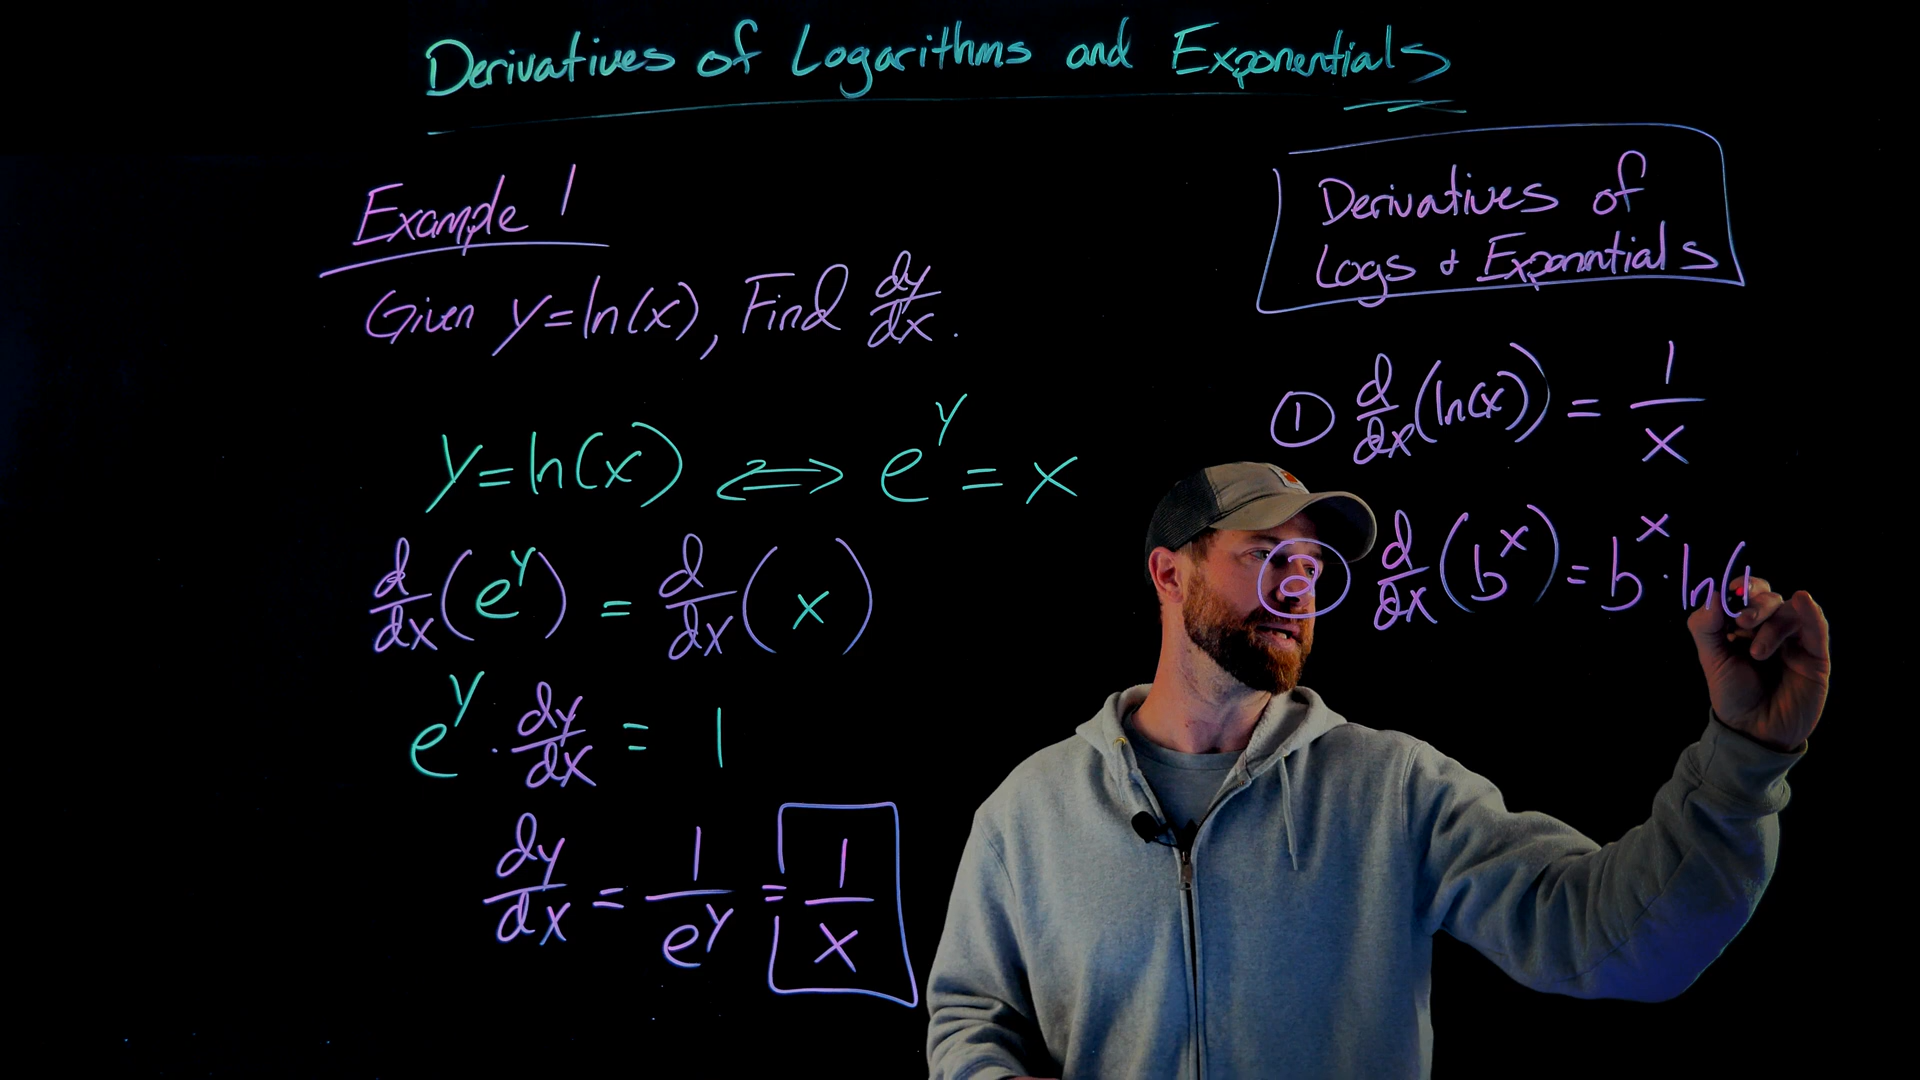 Derivatives of Logarithms and Exponentials
Example 1
Given y=ln(x), Find dy/dx.
y=ln(x) ⟺ e^y = x
d/dx(e^y) = d/dx(x)
e^y · dy/dx = 1
dy/dx = 1/e^y = 1/x
Derivatives of
Logs + Exponentials
① d/dx(ln(x)) = 1/x
② d/dx(b^x) = b^x · ln(